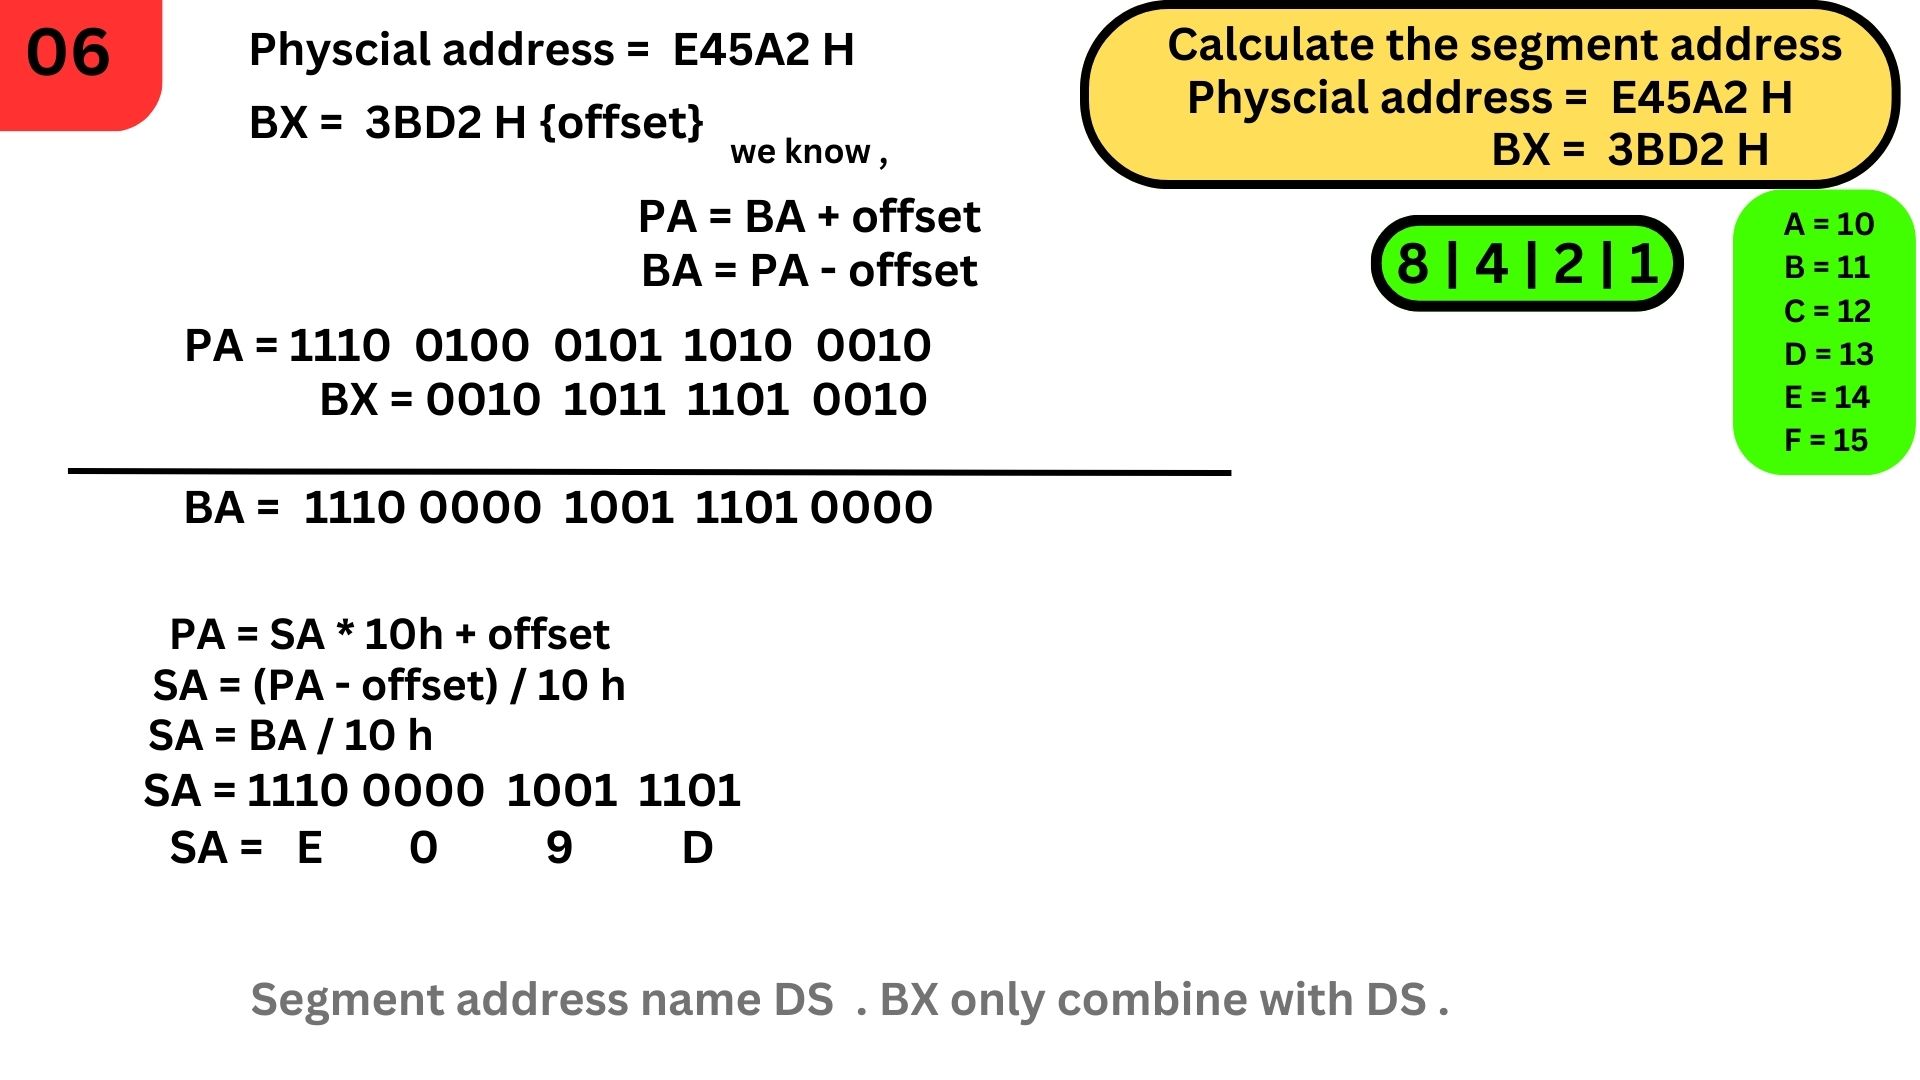 06
Physcial address = E45A2 H
BX = 3BD2 H {offset}
we know ,
PA = BA + offset
BA = PA - offset
PA = 1110 0100 0101 1010 0010
BX = 0010 1011 1101 0010
BA = 1110 0000 1001 1101 0000
PA = SA * 10h + offset
SA = (PA - offset) / 10 h
SA = BA / 10 h
SA = 1110 0000 1001 1101
SA = E 0 9 D
Segment address name DS . BX only combine with DS .
Calculate the segment address
Physcial address = E45A2 H
BX = 3BD2 H
8 | 4 | 2 | 1
A = 10
B = 11
C = 12
D = 13
E = 14
F = 15